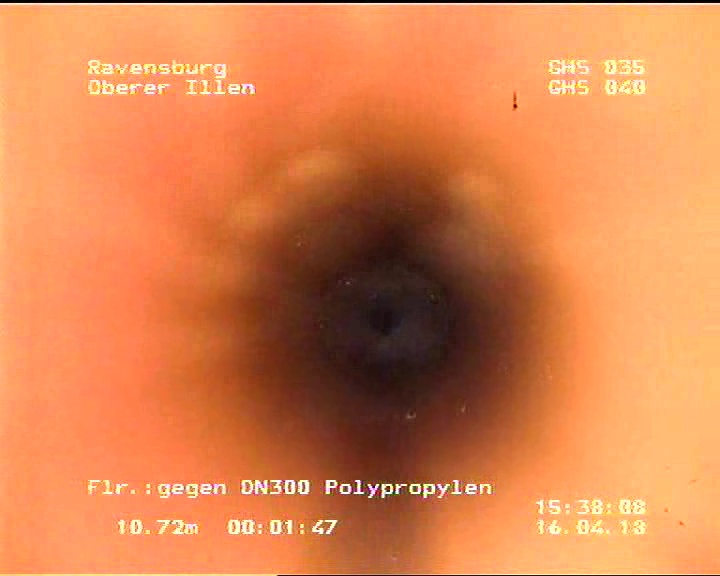 Ravensburg
Oberer Illen
GHS 035
GHS 040
Flr.:gegen DN300 Polypropylen
10.72m 00:01:47
15:38:08
16.04.18